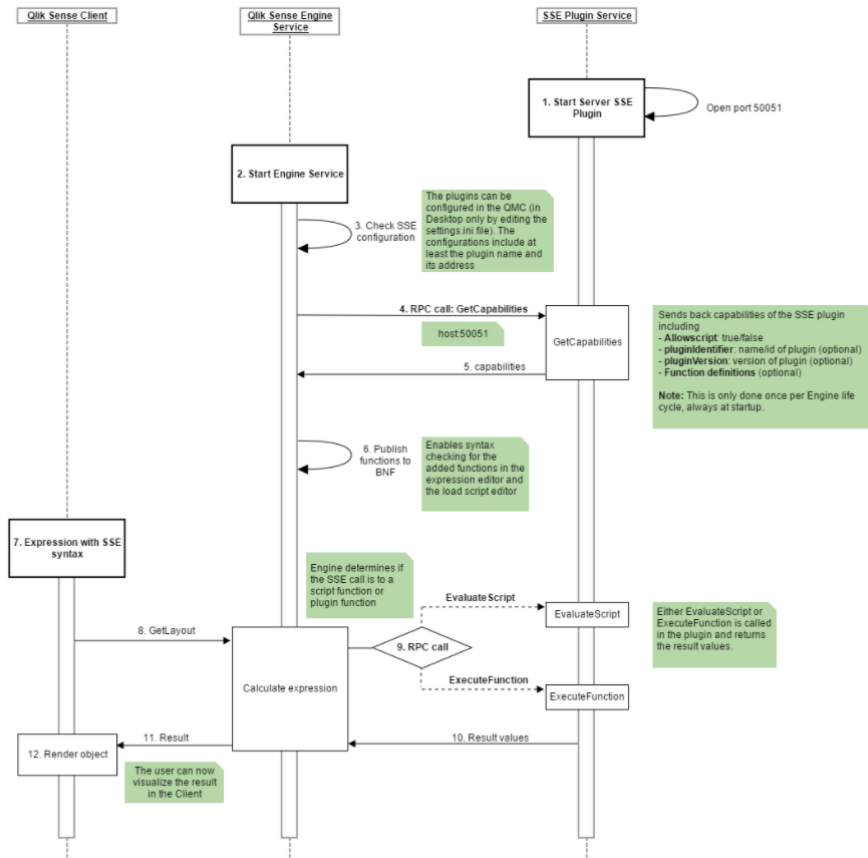 Qlik Sense Client
Qlik Sense Engine
Service
SSE Plugin Service
1. Start Server SSE
Plugin
Open port 50051
2. Start Engine Service
3. Check SSE
configuration
The plugins can be
configured in the QMC (in
Desktop only by editing the
settings.ini file). The
configurations include at
least the plugin name and
its address
4. RPC call: GetCapabilities
host:50051
GetCapabilities
5. capabilities
Sends back capabilities of the SSE plugin
including
- Allowscript: true/false
- pluginIdentifier: name/id of plugin (optional)
- pluginVersion: version of plugin (optional)
- Function definitions (optional)
Note: This is only done once per Engine life
cycle, always at startup.
6. Publish
functions to
BNF
Enables syntax
checking for the
added functions in the
expression editor and
the load script editor
7. Expression with SSE
syntax
Engine determines if
the SSE call is to a
script function or
plugin function
8. GetLayout
Calculate expression
9. RPC call
EvaluateScript
EvaluateScript
ExecuteFunction
ExecuteFunction
Either EvaluateScript or
ExecuteFunction is called
in the plugin and returns
the result values.
10. Result values
11. Result
12. Render object
The user can now
visualize the result
in the Client